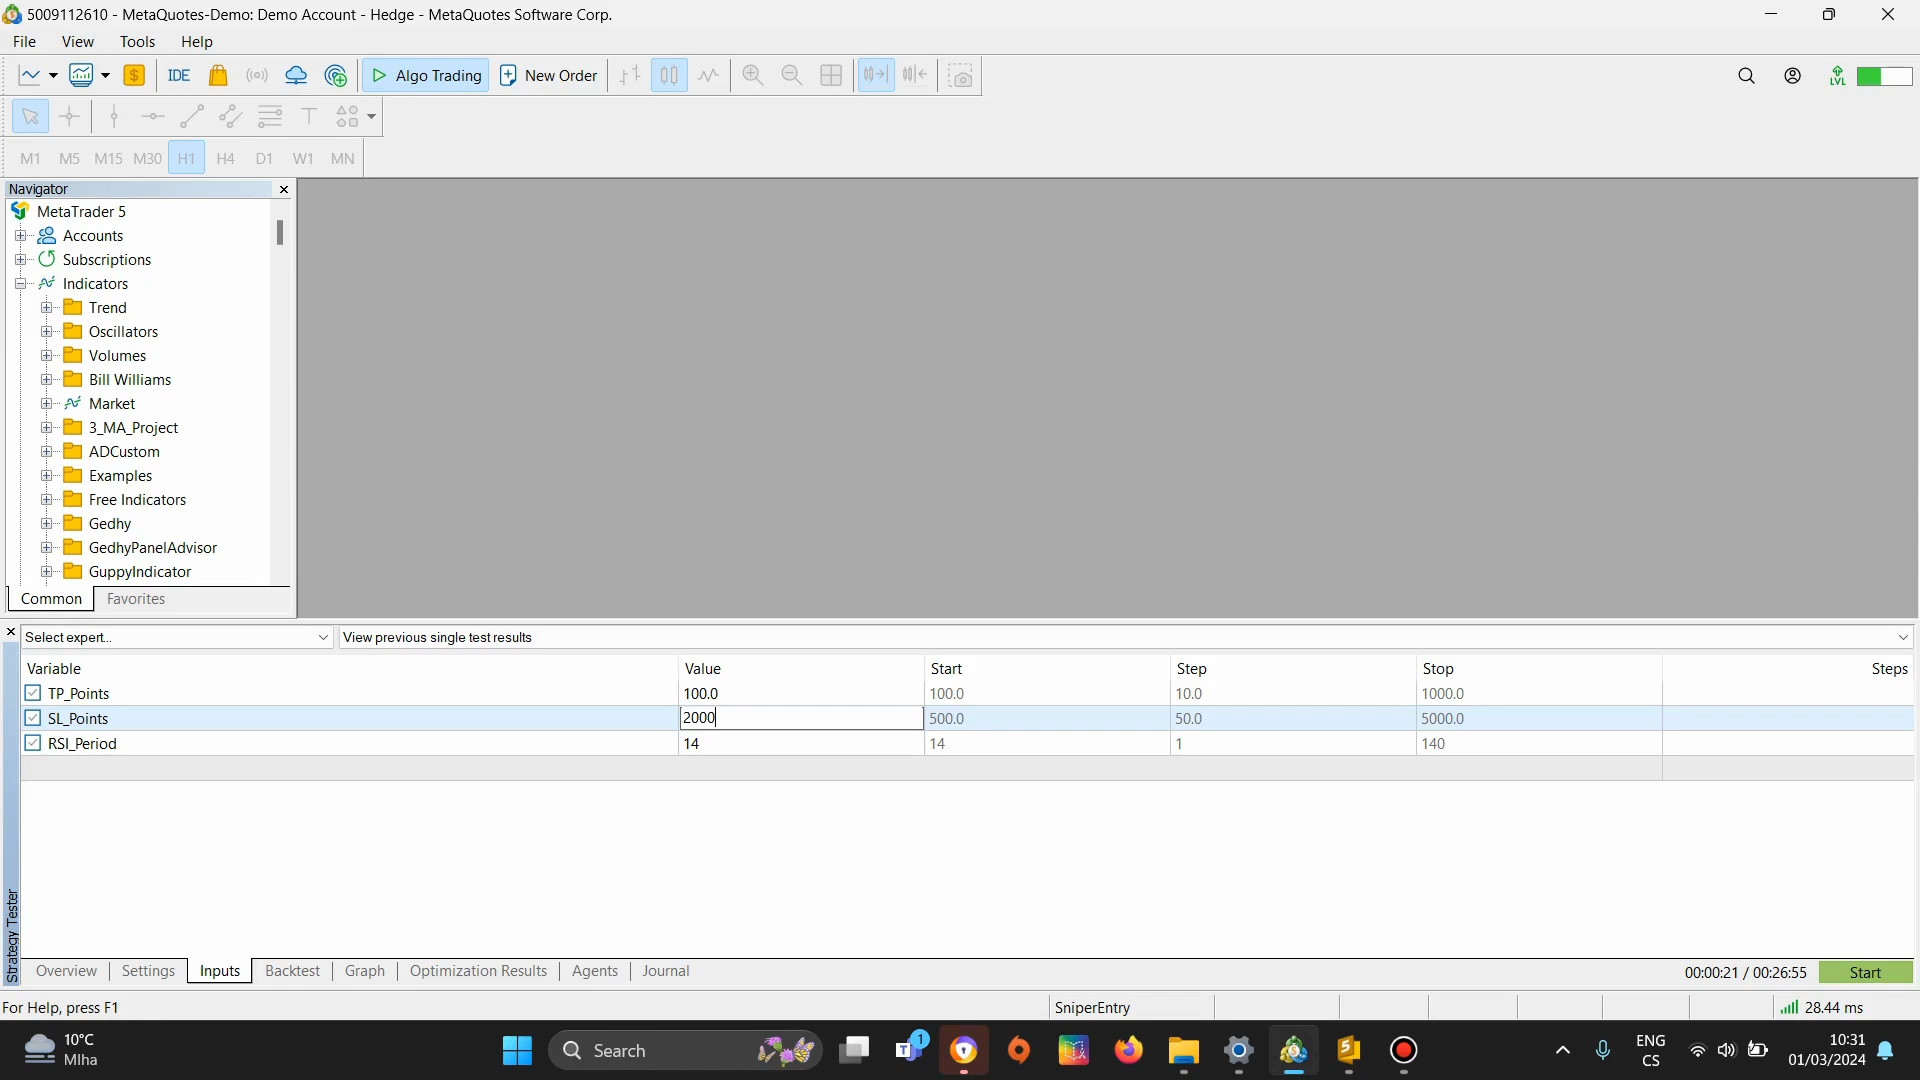 5009112610 - MetaQuotes-Demo: Demo Account - Hedge - MetaQuotes Software Corp.
File View Tools Help
IDE Algo Trading New Order LVL
M1 M5 M15 M30 H1 H4 D1 W1 MN
Navigator
MetaTrader 5
Accounts
Subscriptions
Indicators
Trend
Oscillators
Volumes
Bill Williams
Market
3_MA_Project
ADCustom
Examples
Free Indicators
Gedhy
GedhyPanelAdvisor
GuppyIndicator
Common Favorites
Select expert... View previous single test results
Variable Value Start Step Stop Steps
TP_Points 100.0 100.0 10.0 1000.0
SL_Points 2000 500.0 50.0 5000.0
RSI_Period 14 14 1 140
Strategy Tester
Overview Settings Inputs Backtest Graph Optimization Results Agents Journal 00:00:21 / 00:26:55 Start
For Help, press F1 SniperEntry 28.44 ms
10°C Search 1 ENG 10:31
Mlha CS 01/03/2024